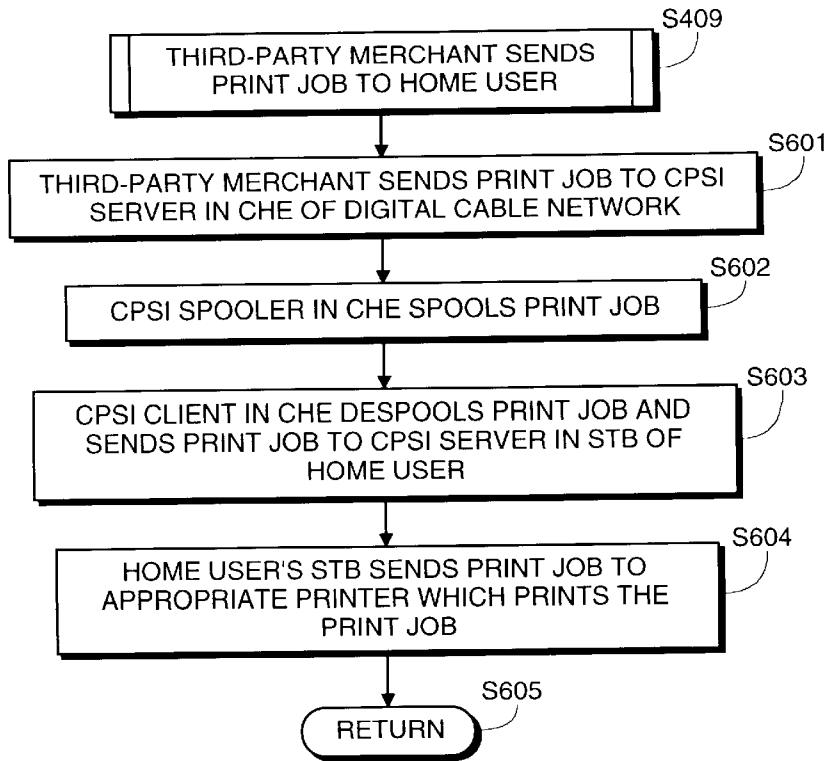 S409
THIRD-PARTY MERCHANT SENDS
PRINT JOB TO HOME USER
S601
THIRD-PARTY MERCHANT SENDS PRINT JOB TO CPSI
SERVER IN CHE OF DIGITAL CABLE NETWORK
S602
CPSI SPOOLER IN CHE SPOOLS PRINT JOB
S603
CPSI CLIENT IN CHE DESPOOLS PRINT JOB AND
SENDS PRINT JOB TO CPSI SERVER IN STB OF
HOME USER
S604
HOME USER'S STB SENDS PRINT JOB TO
APPROPRIATE PRINTER WHICH PRINTS THE
PRINT JOB
S605
RETURN